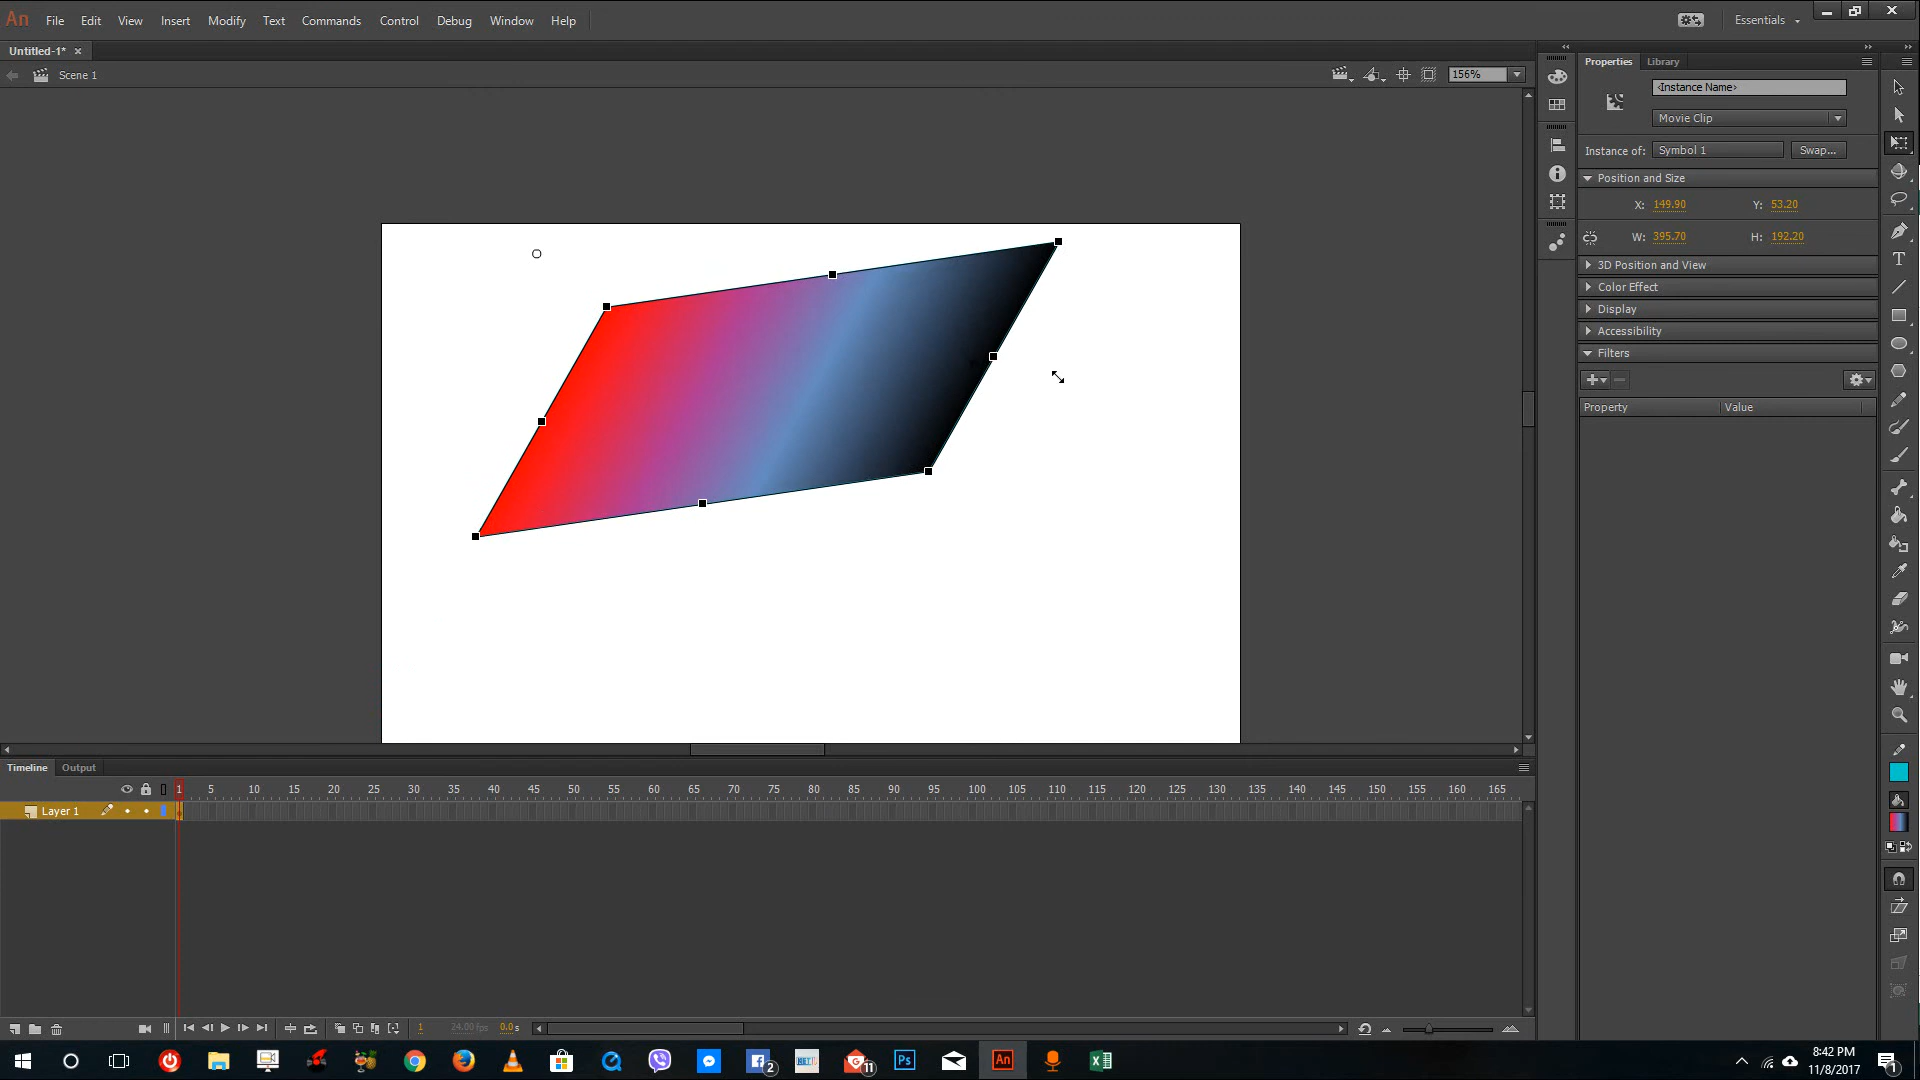 An File Edit View Insert Modify Text Commands Control Debug Window Help Essentials
Untitled-1* ×
Scene 1 156%
Properties Library
<Instance Name>
Movie Clip
Instance of: Symbol 1 Swap...
Position and Size
X: 149.90 Y: 53.20
W: 395.70 H: 192.20
3D Position and View
Color Effect
Display
Accessibility
Filters
Property Value
Timeline Output
1 5 10 15 20 25 30 35 40 45 50 55 60 65 70 75 80 85 90 95 100 105 110 115 120 125 130 135 140 145 150 155 160 165
Layer 1
1 24.00 fps 0.0 s
2 11 Ps An
8:42 PM
11/8/2017
1